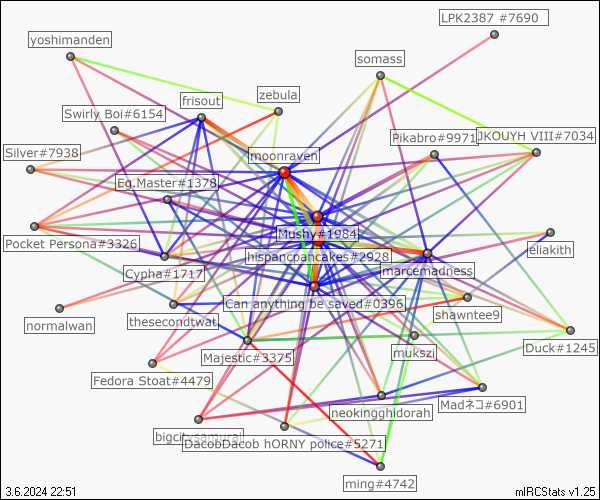 LPK2387 #7690
yoshimanden
somass
zebula
frisout
Swirly Boi#6154
Pikabro#9971
JKOUYH VIII#7034
Silver#7938
moonraven
Eg.Master#1378
Mushy#1984
Pocket Persona#3326
hispancpancakes#2928
eliakith
Cypha#1717
marcemadness
Can anything be saved#0396
shawntee9
normalwan
thesecondtwat
Majestic#3375
mukszi
Duck#1245
Fedora Stoat#4479
neokingghidorah
Madネコ#6901
bigcitysamurai
DacobDacob hORNY police#5271
ming#4742
3.6.2024 22:51
mIRCStats v1.25